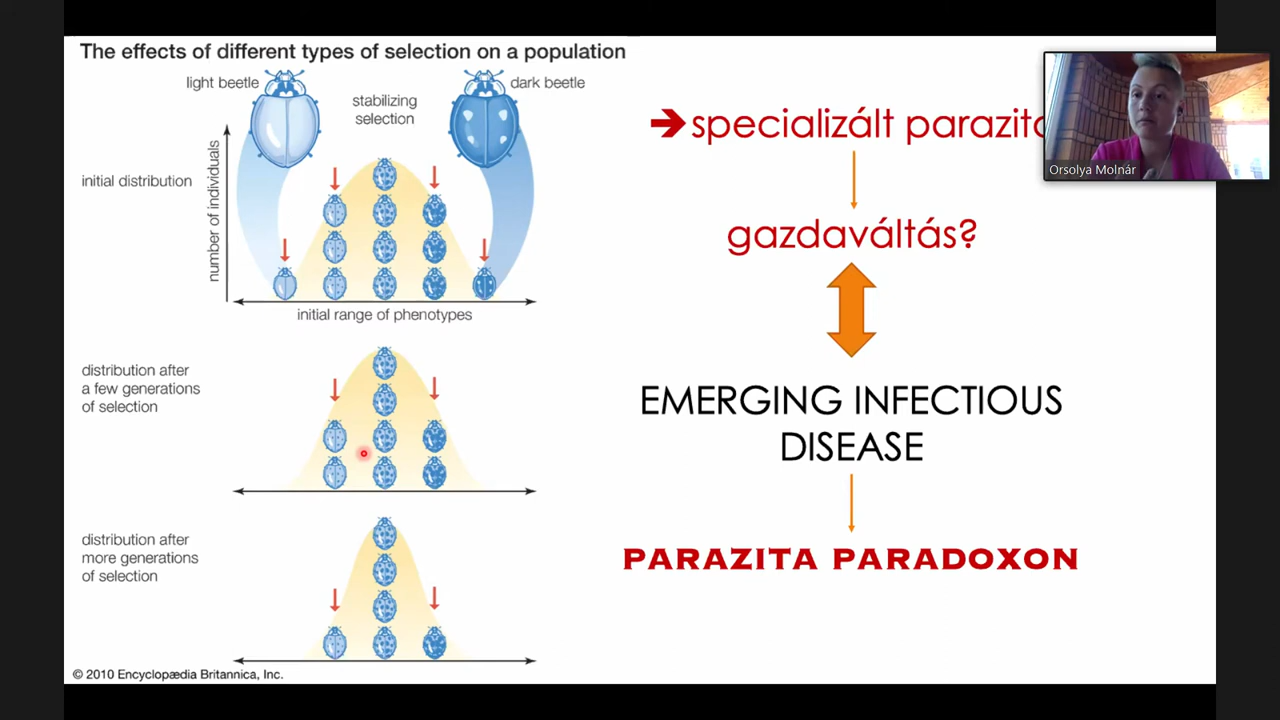 The effects of different types of selection on a population
light beetle
dark beetle
stabilizing
selection
initial distribution
number of individuals
initial range of phenotypes
distribution after
a few generations
of selection
distribution after
more generations
of selection
© 2010 Encyclopædia Britannica, Inc.
specializált parazita
gazdaváltás?
EMERGING INFECTIOUS
DISEASE
PARAZITA PARADOXON
Orsolya Molnár